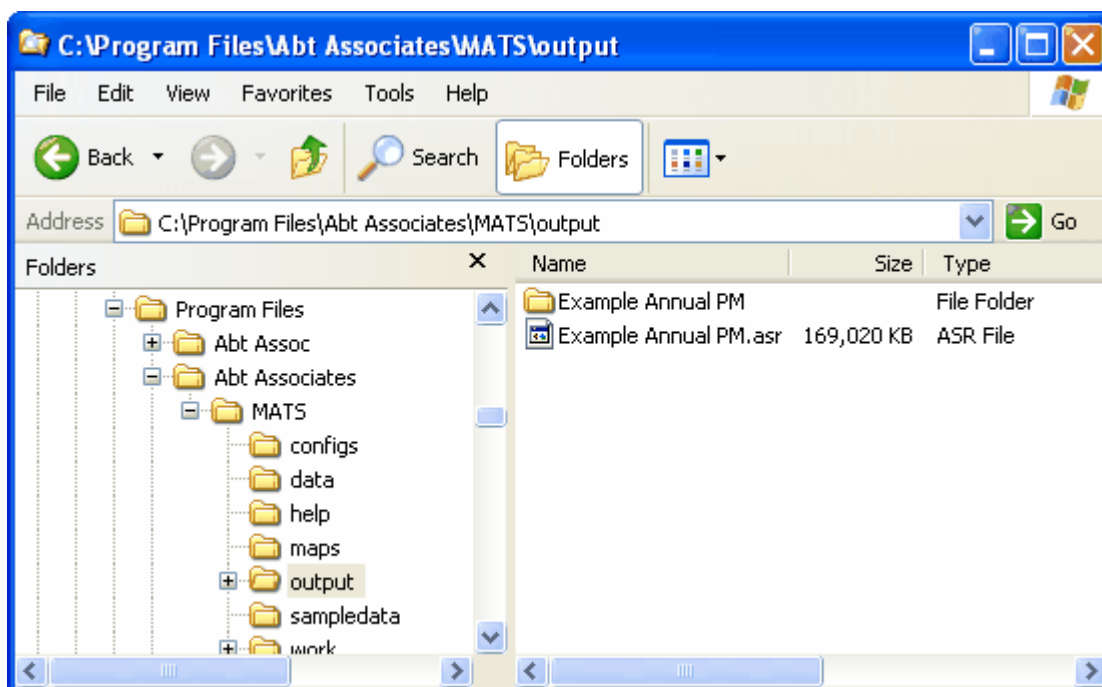 C:\Program Files\Abt Associates\MATS\output
File Edit View Favorites Tools Help
Back Search Folders
Address C:\Program Files\Abt Associates\MATS\output Go
Folders
Name Size Type
Program Files
Abt Assoc
Abt Associates
MATS
configs
data
help
maps
output
sampledata
work
Example Annual PM File Folder
Example Annual PM.asr 169,020 KB ASR File